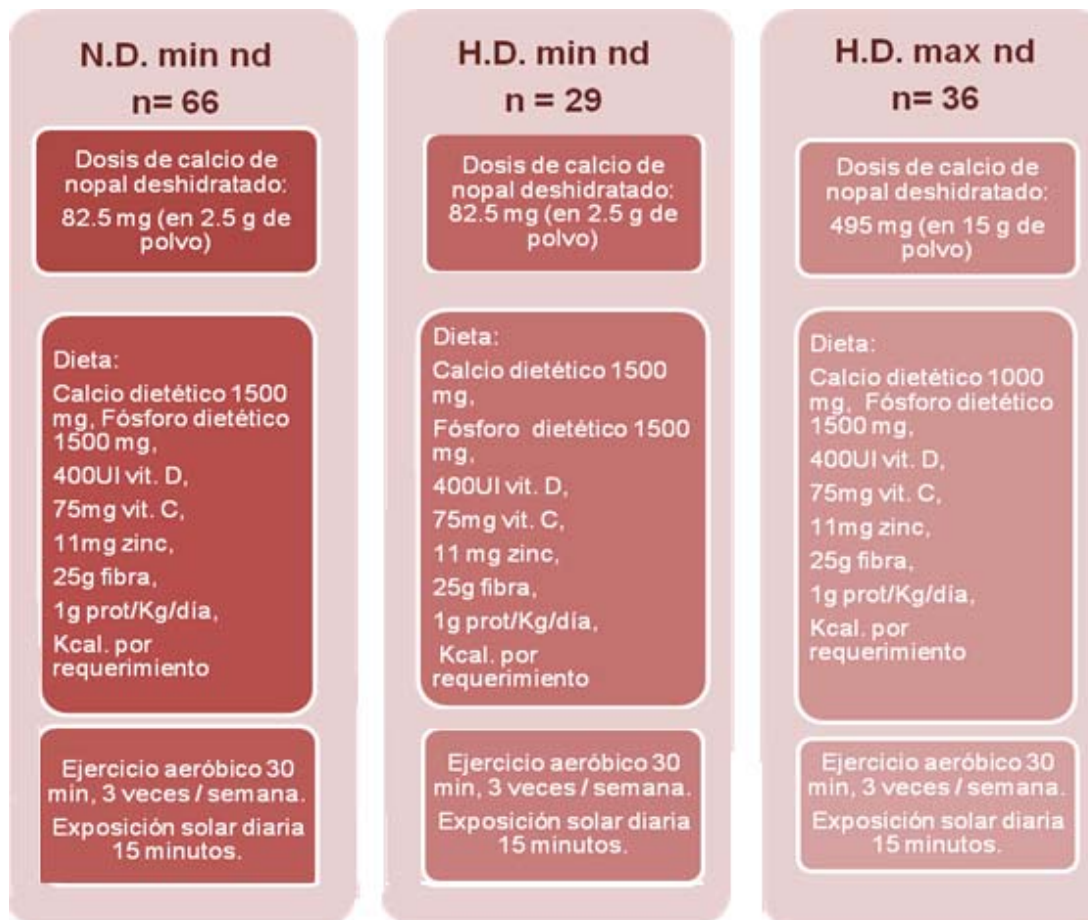 N.D. min nd
n= 66
Dosis de calcio de
nopal deshidratado:
82.5 mg (en 2.5 g de
polvo)
Dieta:
Calcio dietético 1500
mg, Fósforo dietético
1500 mg,
400UI vit. D,
75mg vit. C,
11mg zinc,
25g fibra,
1g prot/Kg/día,
Kcal. por
requerimiento
Ejercicio aeróbico 30
min, 3 veces / semana.
Exposición solar diaria
15 minutos.
H.D. min nd
n = 29
Dosis de calcio de
nopal deshidratado:
82.5 mg (en 2.5 g de
polvo)
Dieta:
Calcio dietético 1500
mg,
Fósforo dietético 1500
mg,
400UI vit. D,
75mg vit. C,
11 mg zinc,
25g fibra,
1g prot/Kg/día,
Kcal. por
requerimiento
Ejercicio aeróbico 30
min, 3 veces / semana.
Exposición solar diaria
15 minutos.
H.D. max nd
n= 36
Dosis de calcio de
nopal deshidratado:
495 mg (en 15 g de
polvo)
Dieta:
Calcio dietético 1000
mg, Fósforo dietético
1500 mg,
400UI vit. D,
75mg vit. C,
11mg zinc,
25g fibra,
1g prot/Kg/día,
Kcal. por
requerimiento
Ejercicio aeróbico 30
min, 3 veces / semana.
Exposición solar diaria
15 minutos.